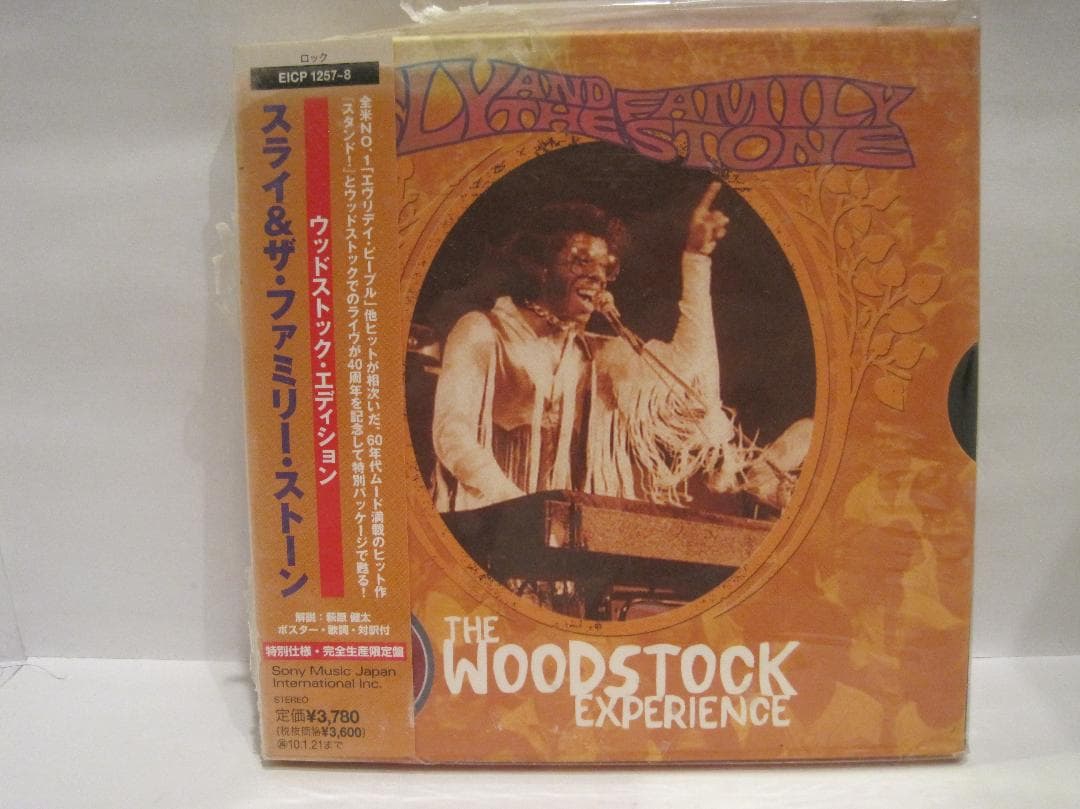 ロック
EICP 1257-8
全米NO.1「エヴリデイ・ピープル」他ヒットが相次いだ、60年代ムード満載のヒット作
「スタンド!」とウッドストックでのライヴが40周年を記念して特別パッケージで甦る!
ウッドストック・エディション
スライ&ザ・ファミリー・ストーン
解説:萩原 健太
ポスター・歌詞・対訳付
特別仕様・完全生産限定盤
Sony Music Japan
International Inc.
STEREO
定価¥3,780
(税抜価格¥3,600)
10.1.21まで
LY AND THE FAMILY STONE
THE
WOODSTOCK
EXPERIENCE